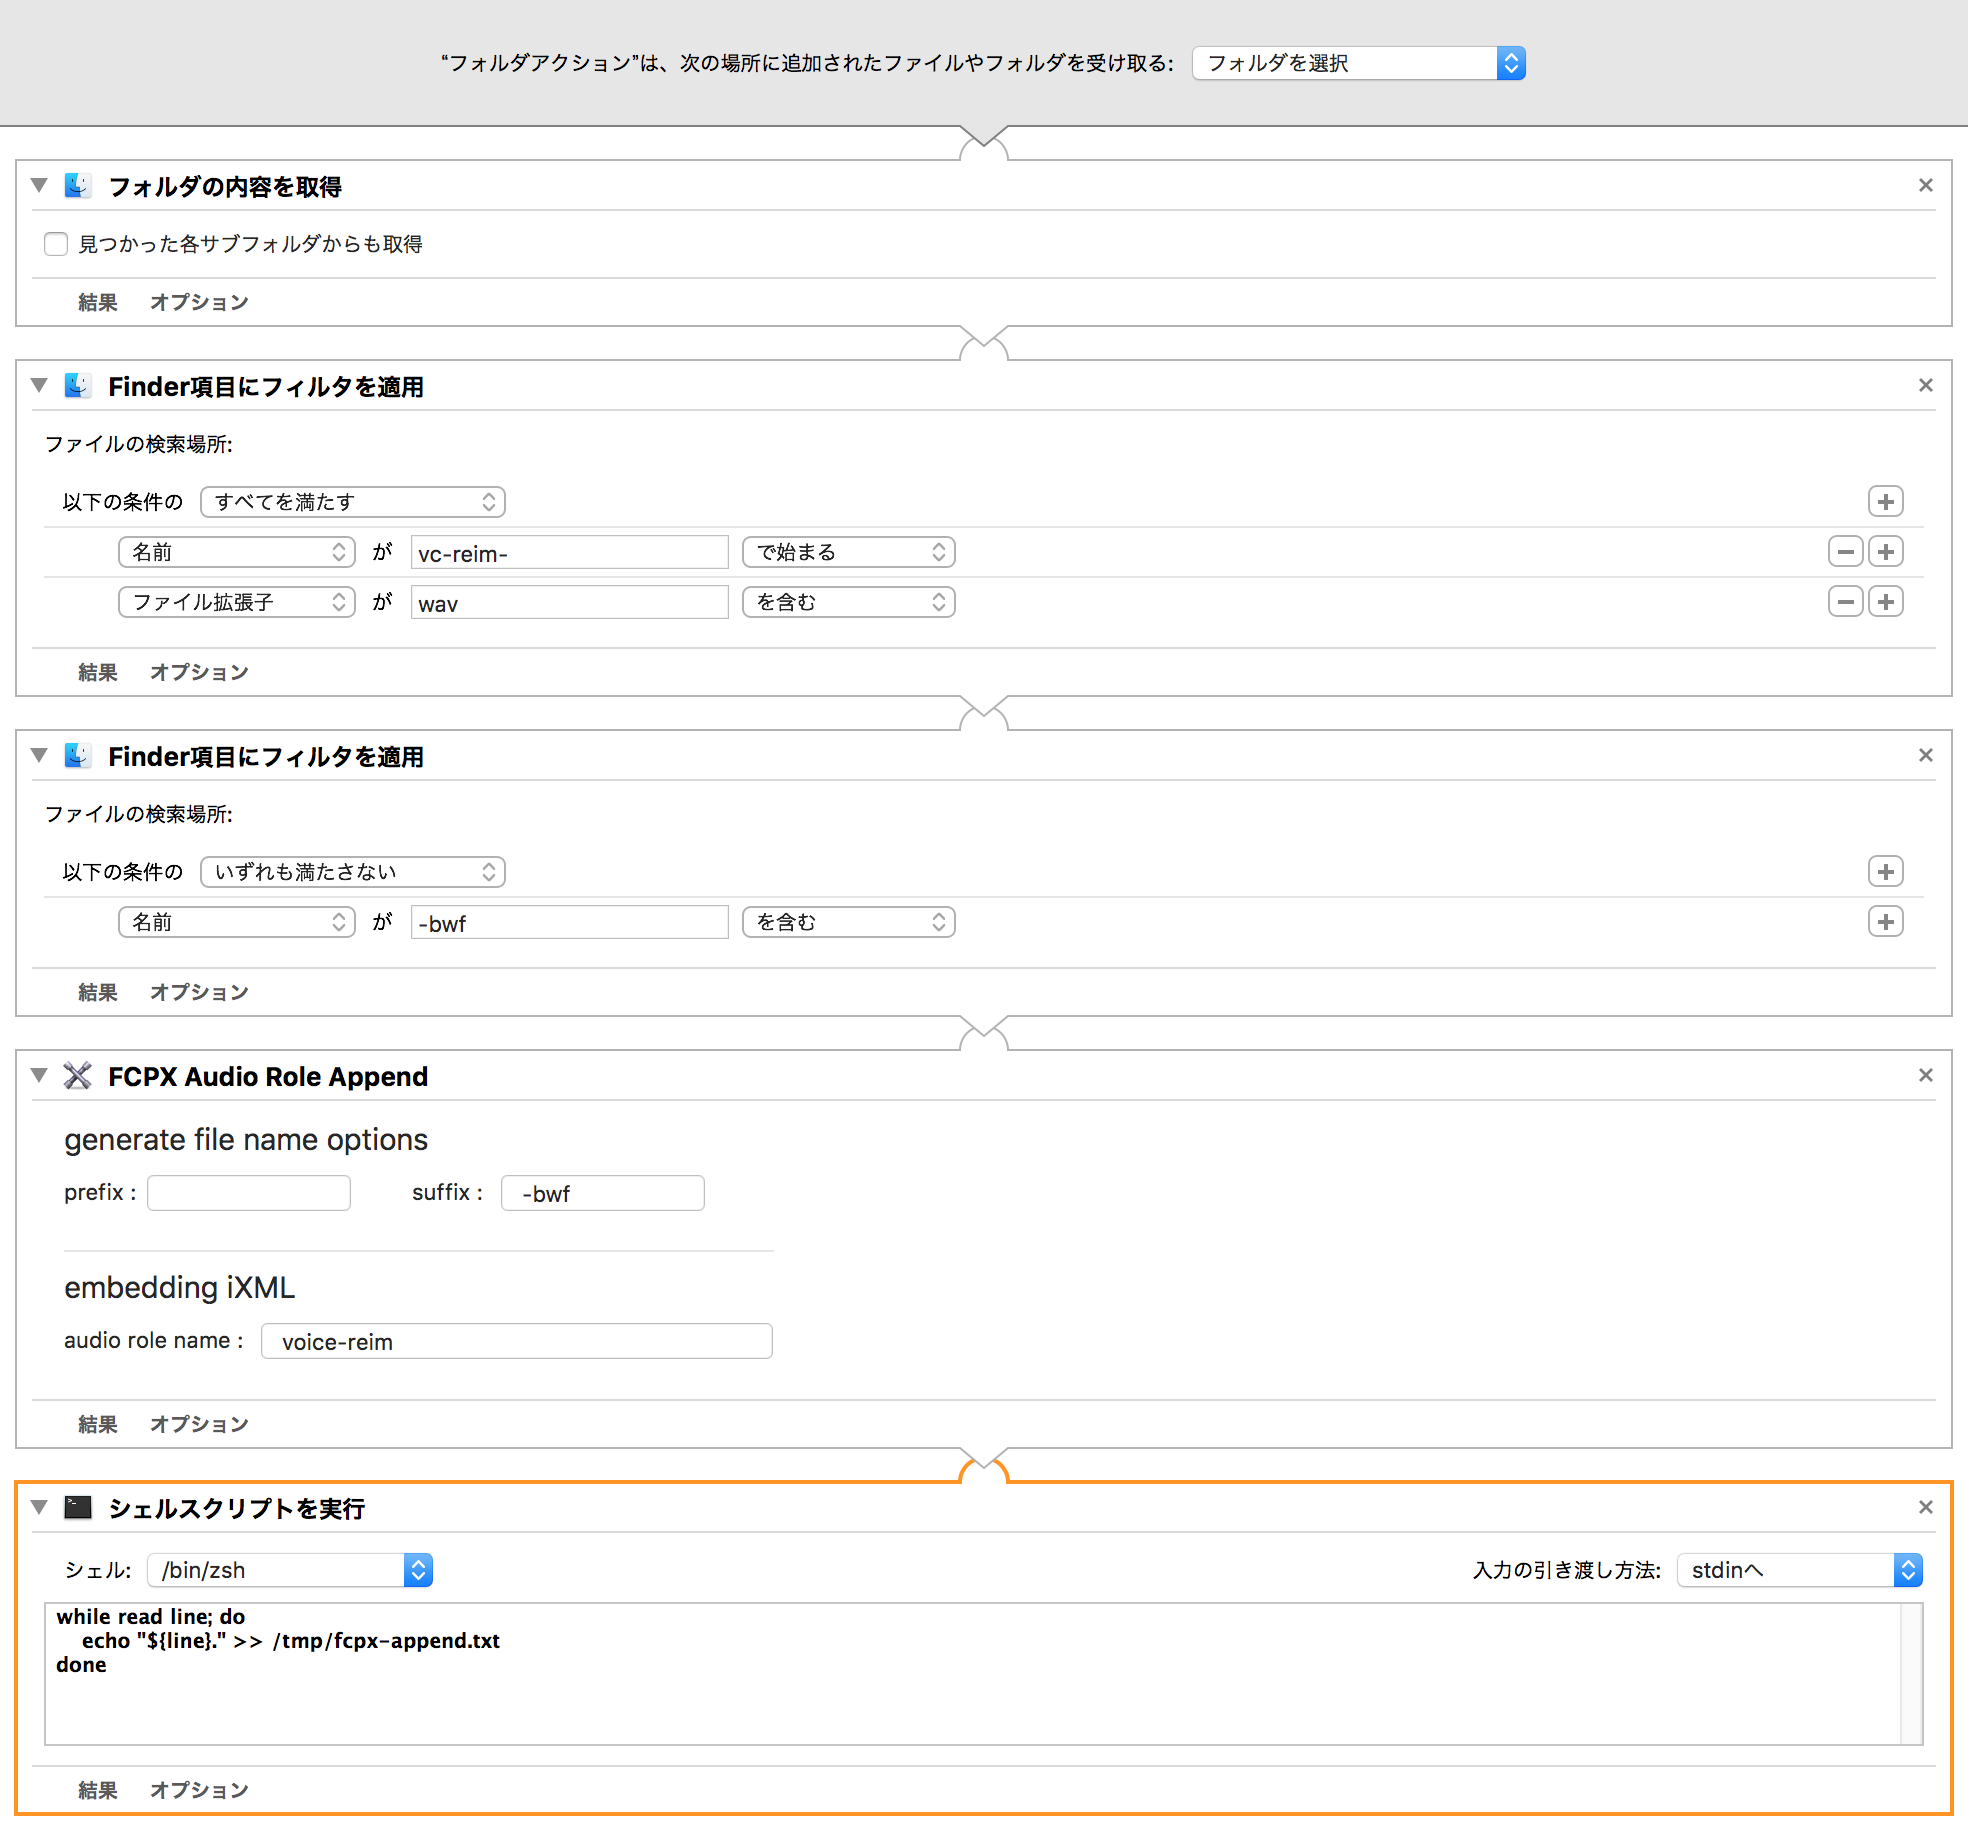 “フォルダアクション”は、次の場所に追加されたファイルやフォルダを受け取る: フォルダを選択
フォルダの内容を取得
見つかった各サブフォルダからも取得
結果 オプション
Finder項目にフィルタを適用
ファイルの検索場所:
以下の条件の すべてを満たす
名前 が vc-reim- で始まる
ファイル拡張子 が wav を含む
結果 オプション
Finder項目にフィルタを適用
ファイルの検索場所:
以下の条件の いずれも満たさない
名前 が -bwf を含む
結果 オプション
FCPX Audio Role Append
generate file name options
prefix : suffix : -bwf
embedding iXML
audio role name : voice-reim
結果 オプション
シェルスクリプトを実行
シェル: /bin/zsh 入力の引き渡し方法: stdinへ
while read line; do
echo "${line}." >> /tmp/fcpx-append.txt
done
結果 オプション